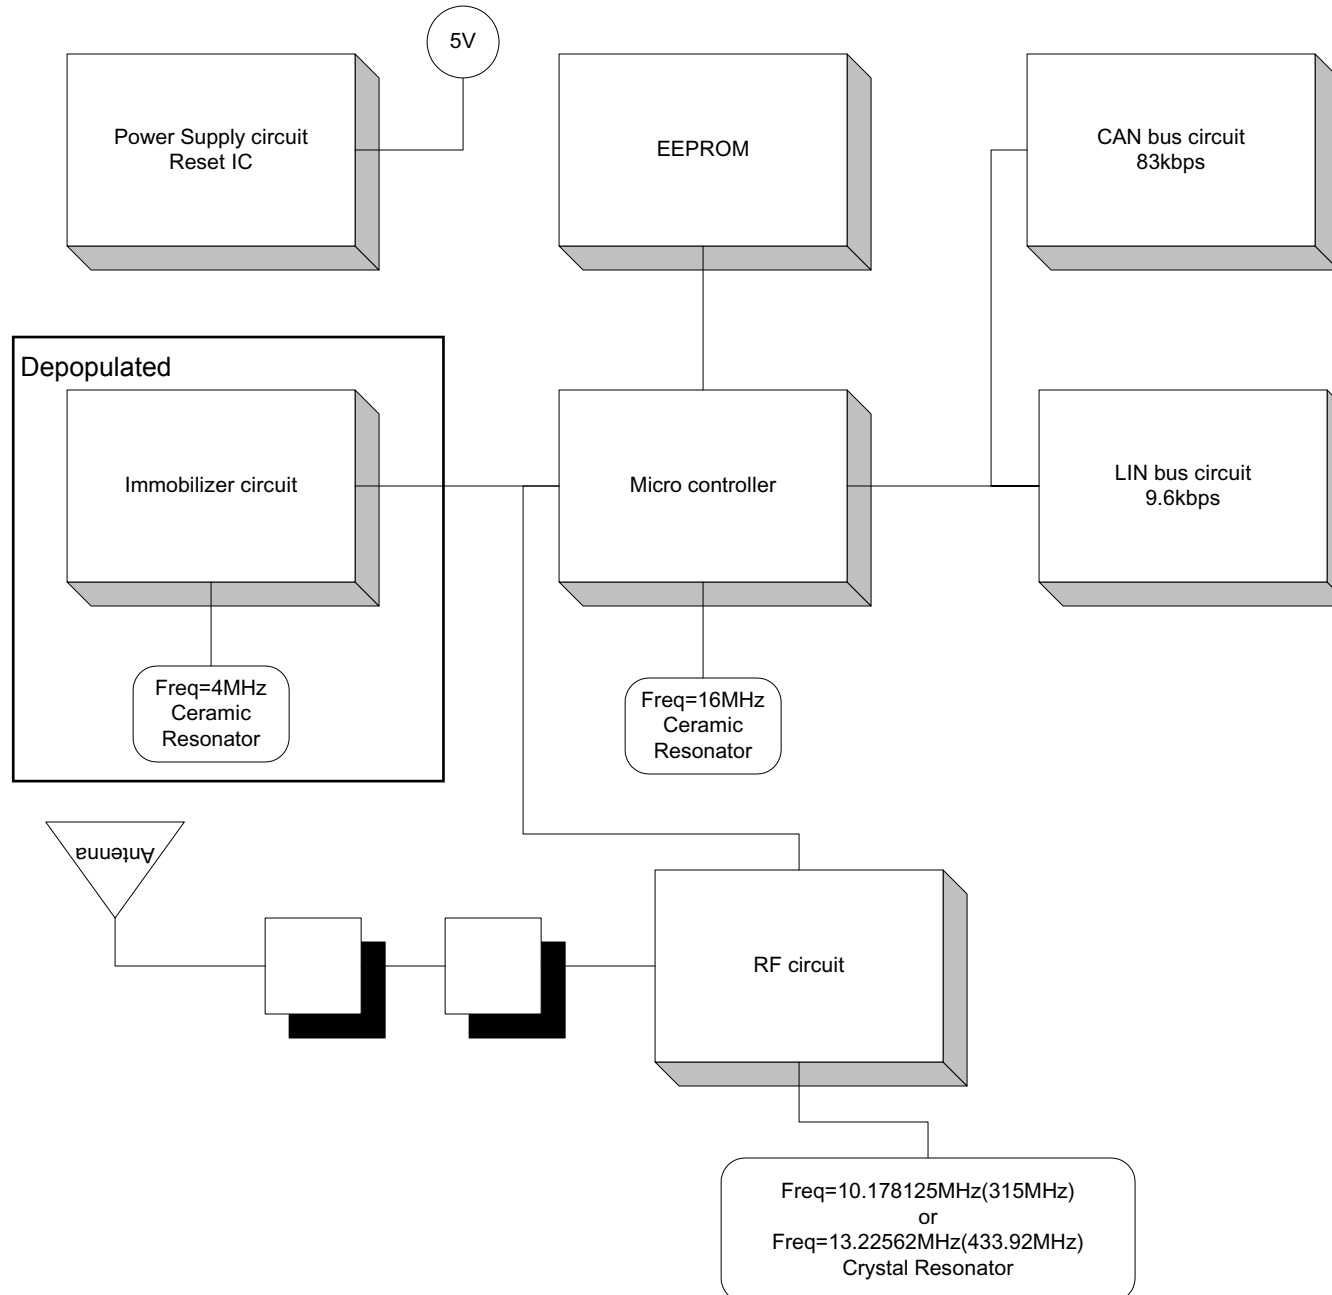 5V
Power Supply circuit
Reset IC
EEPROM
CAN bus circuit
83kbps
Depopulated
Immobilizer circuit
Micro controller
LIN bus circuit
9.6kbps
Freq=4MHz
Ceramic
Resonator
Freq=16MHz
Ceramic
Resonator
Antenna
RF circuit
Freq=10.178125MHz(315MHz)
or
Freq=13.22562MHz(433.92MHz)
Crystal Resonator